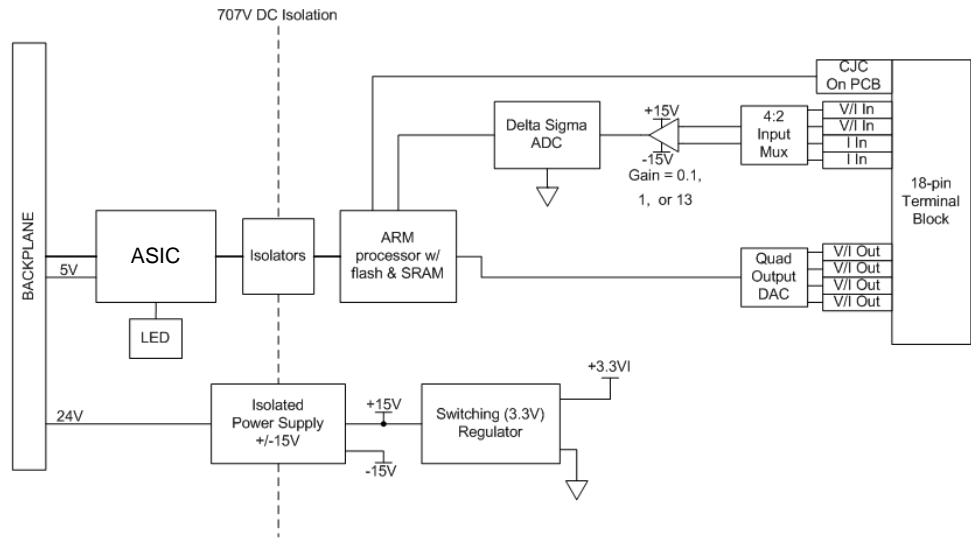 707V DC Isolation
BACKPLANE
5V
ASIC
LED
Isolators
ARM
processor w/
flash & SRAM
Delta Sigma
ADC
+15V
-15V
Gain = 0.1,
1, or 13
4:2
Input
Mux
CJC
On PCB
V/I In
V/I In
I In
I In
18-pin
Terminal
Block
Quad
Output
DAC
V/I Out
V/I Out
V/I Out
V/I Out
24V
Isolated
Power Supply
+/-15V
+15V
-15V
Switching (3.3V)
Regulator
+3.3VI